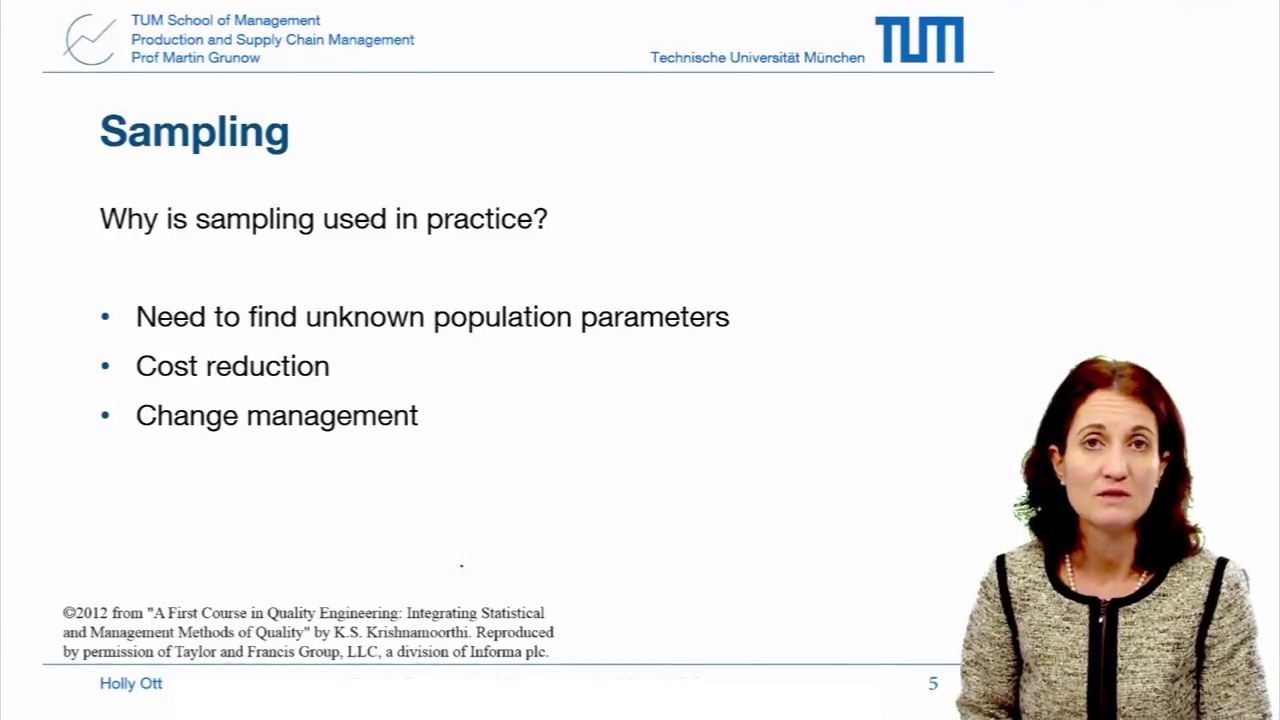 TUM School of Management
Production and Supply Chain Management
Prof Martin Grunow
Technische Universität München
TUM
Sampling
Why is sampling used in practice?
• Need to find unknown population parameters
• Cost reduction
• Change management
©2012 from "A First Course in Quality Engineering: Integrating Statistical
and Management Methods of Quality" by K.S. Krishnamoorthi. Reproduced
by permission of Taylor and Francis Group, LLC, a division of Informa plc.
Holly Ott
5